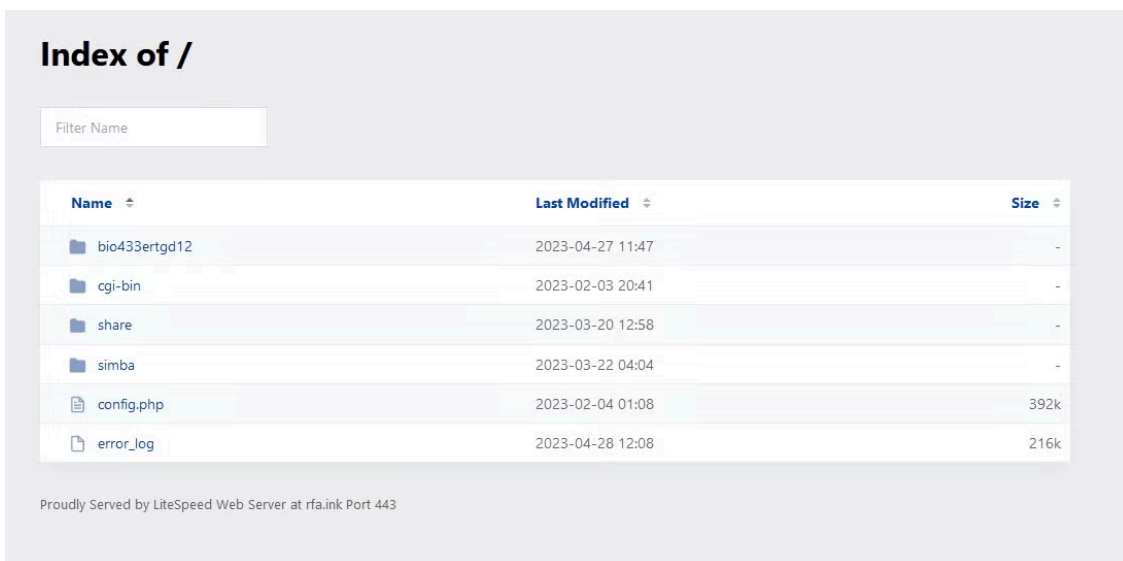 Index of /
Filter Name
Name Last Modified Size
bio433ertgd12 2023-04-27 11:47 -
cgi-bin 2023-02-03 20:41 -
share 2023-03-20 12:58 -
simba 2023-03-22 04:04 -
config.php 2023-02-04 01:08 392k
error_log 2023-04-28 12:08 216k
Proudly Served by LiteSpeed Web Server at rfa.ink Port 443